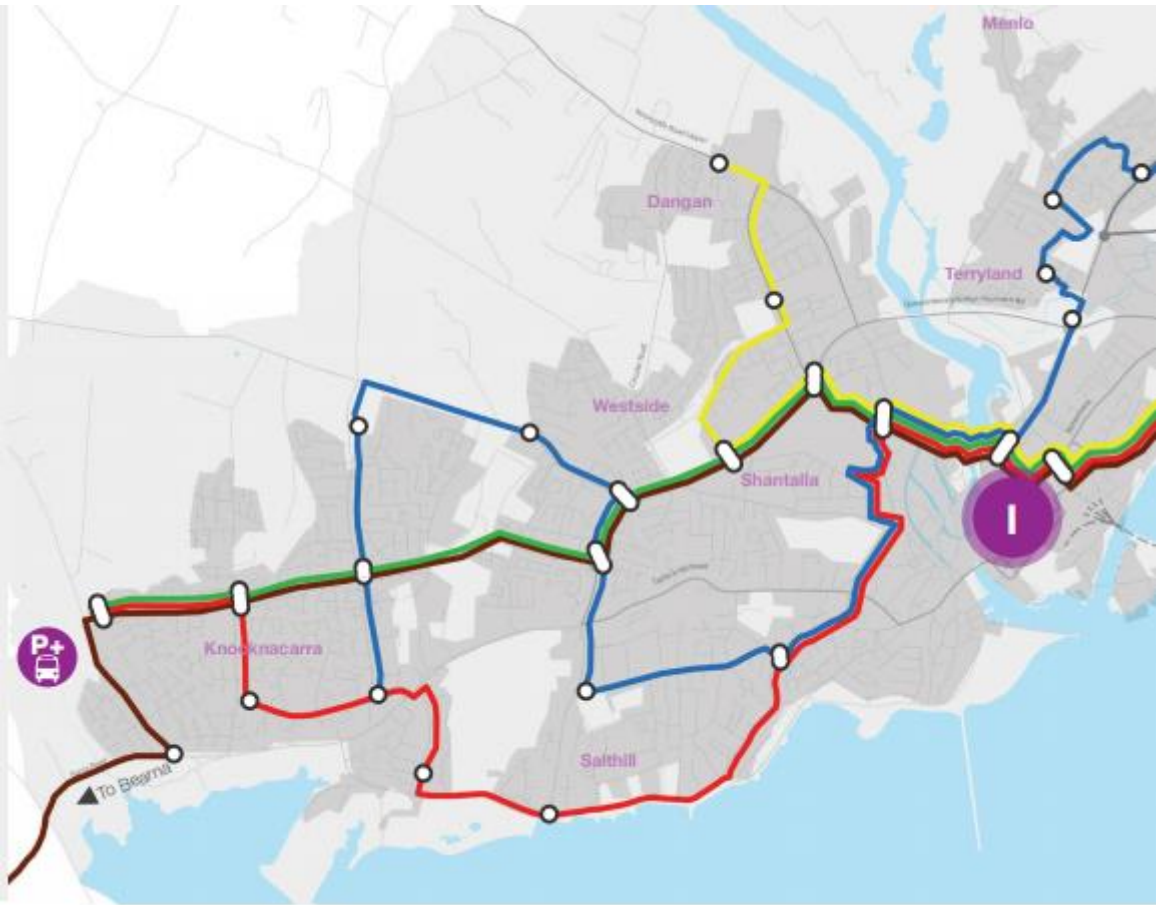 Menlo
Dangan
Terryland
Westside
Shantalla
I
Knocknacarra
P+
Salthill
To Bearna